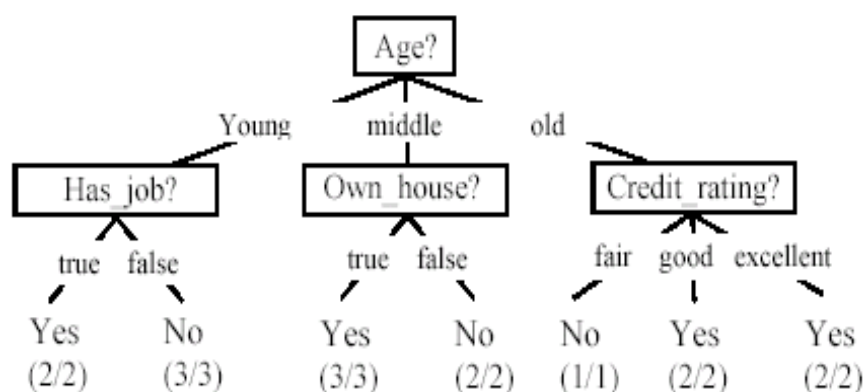 Age?
Young middle old
Has_job? Own_house? Credit_rating?
true false true false fair good excellent
Yes No Yes No No Yes Yes
(2/2) (3/3) (3/3) (2/2) (1/1) (2/2) (2/2)